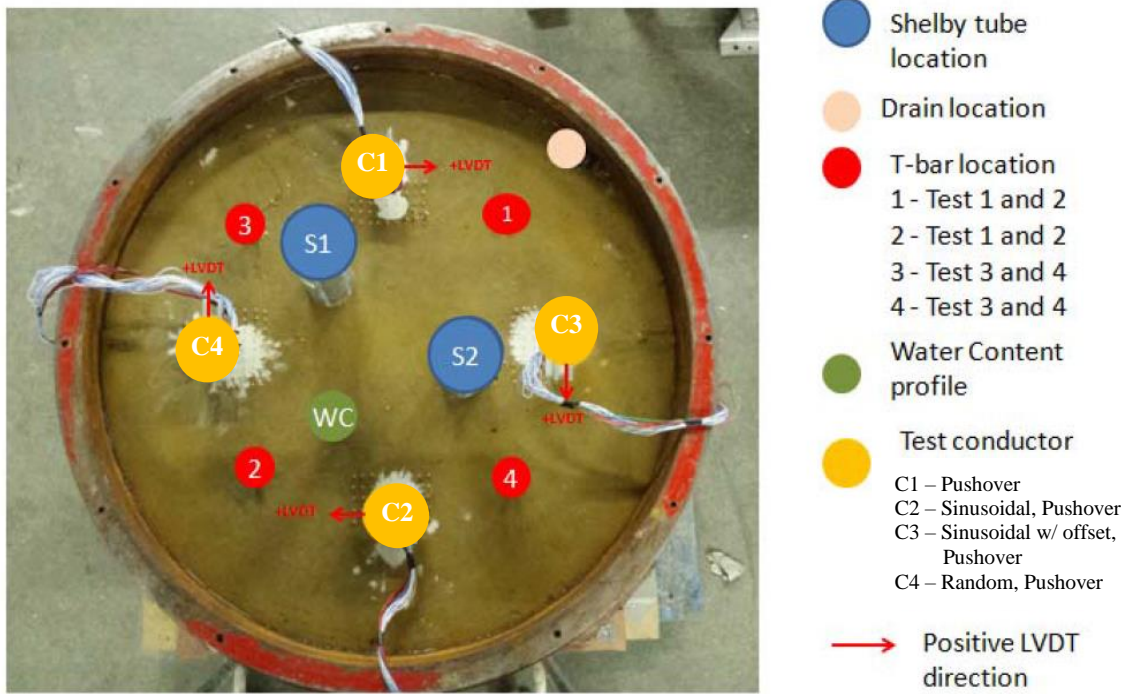 C1
+LVDT
1
3
S1
+LVDT
C3
C4
S2
WC
+LVDT
2
4
+LVDT
C2
Shelby tube
location
Drain location
T-bar location
1 - Test 1 and 2
2 - Test 1 and 2
3 - Test 3 and 4
4 - Test 3 and 4
Water Content
profile
Test conductor
C1 – Pushover
C2 – Sinusoidal, Pushover
C3 – Sinusoidal w/ offset,
Pushover
C4 – Random, Pushover
Positive LVDT
direction